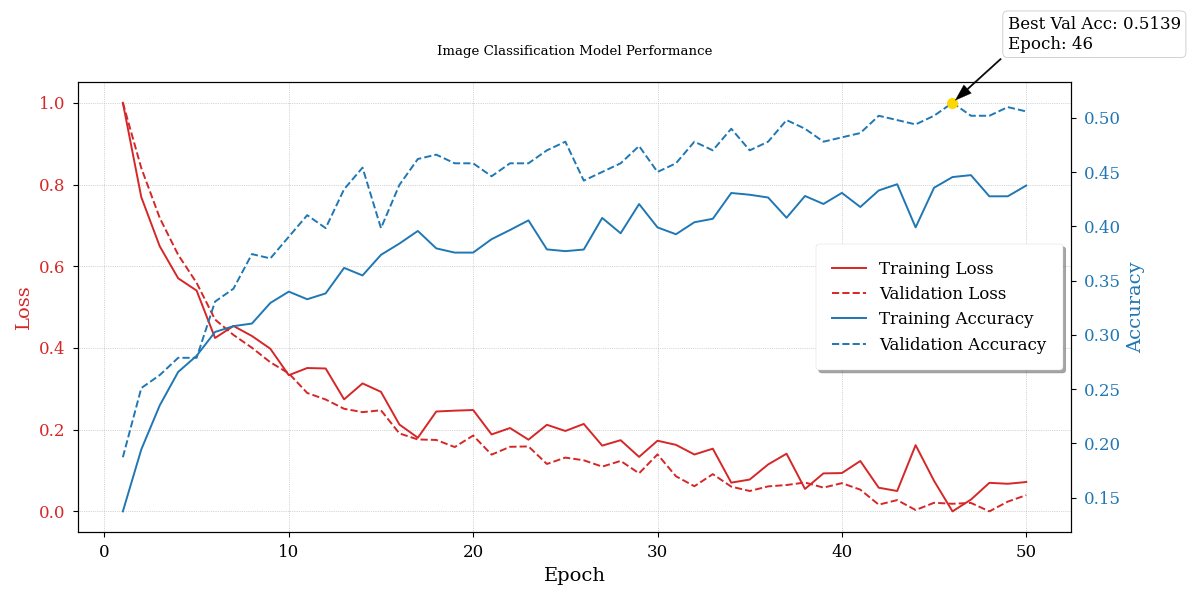 Best Val Acc: 0.5139
Epoch: 46
Image Classification Model Performance
1.0
0.8
0.6
0.4
0.2
0.0
Loss
0.50
0.45
0.40
0.35
0.30
0.25
0.20
0.15
Accuracy
Training Loss
Validation Loss
Training Accuracy
Validation Accuracy
0 10 20 30 40 50
Epoch